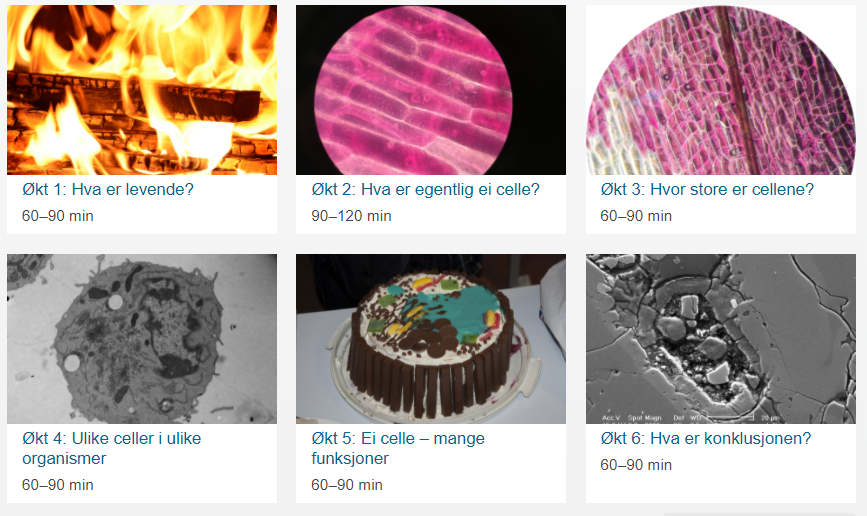 Økt 1: Hva er levende?
60–90 min
Økt 2: Hva er egentlig ei celle?
90–120 min
Økt 3: Hvor store er cellene?
60–90 min
Økt 4: Ulike celler i ulike
organismer
60–90 min
Økt 5: Ei celle – mange
funksjoner
60–90 min
Acc.V Spot Magn Det WD 20 µm
Økt 6: Hva er konklusjonen?
60–90 min